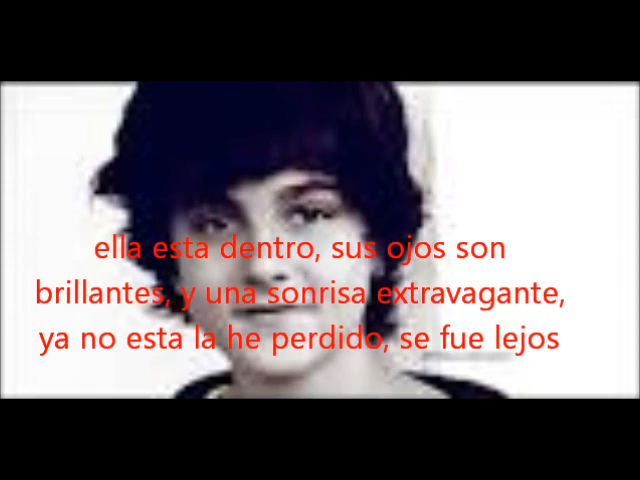 ella esta dentro, sus ojos son
brillantes, y una sonrisa extravagante,
ya no esta la he perdido, se fue lejos